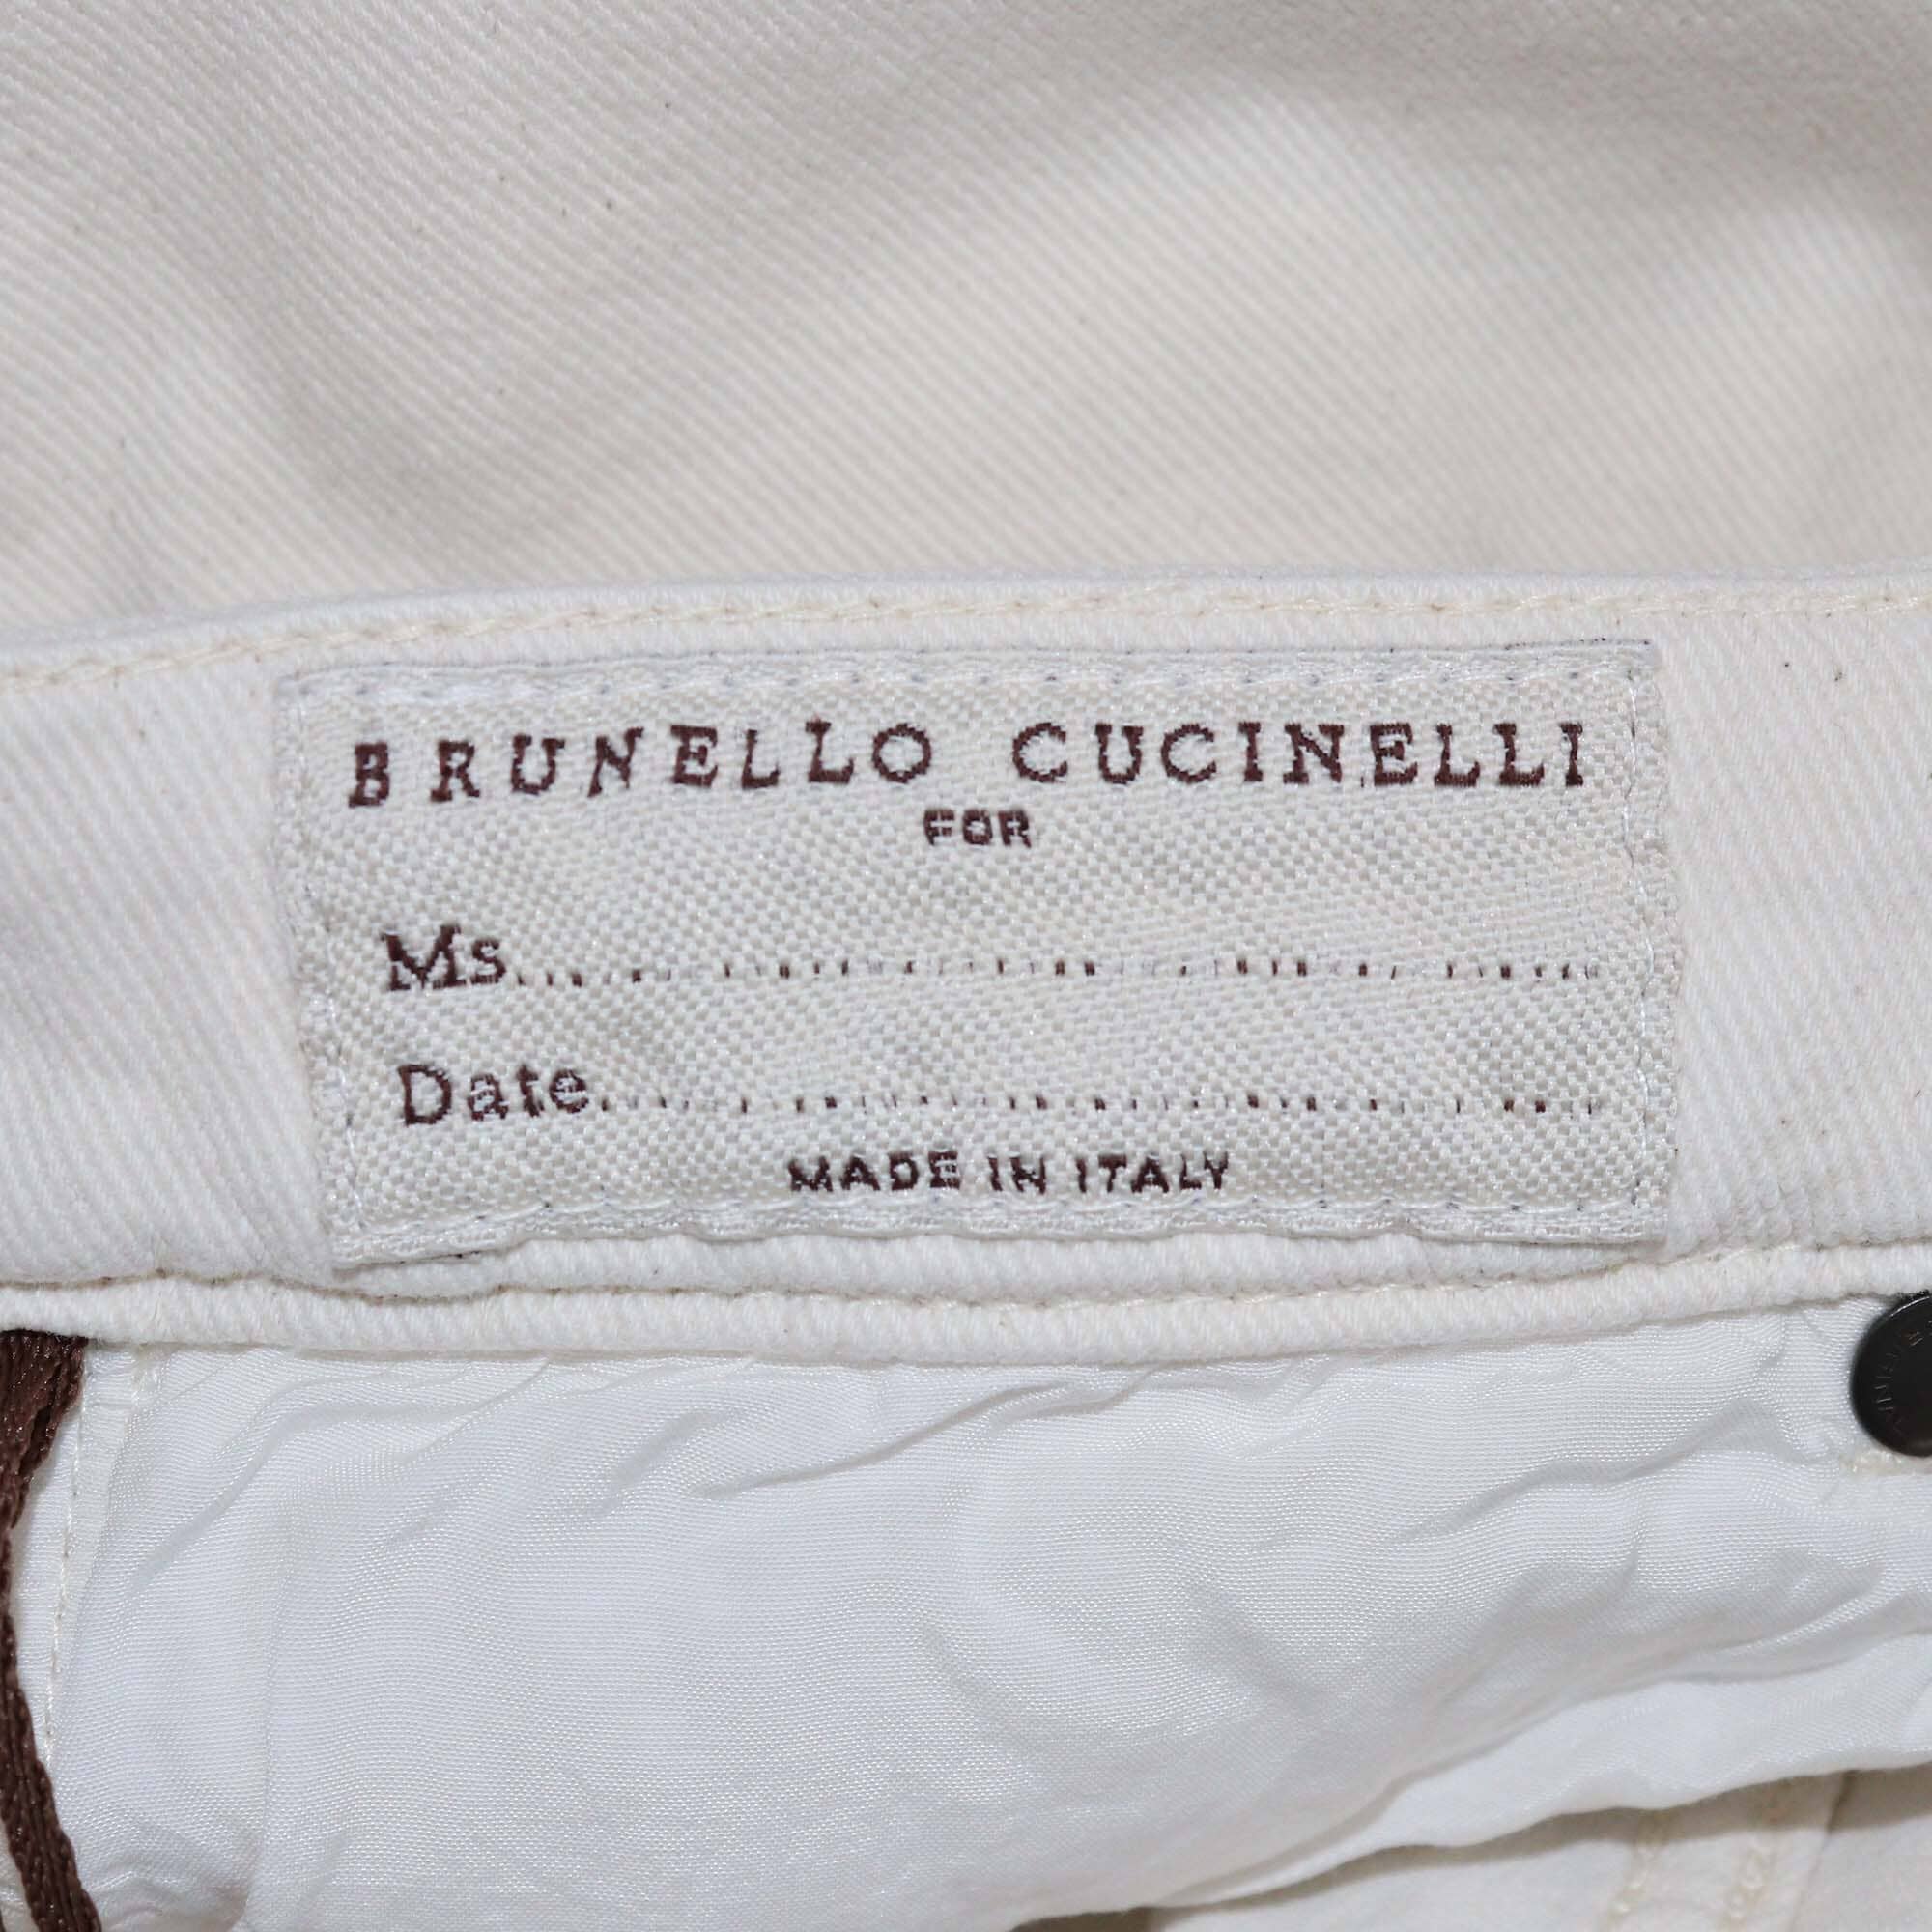 BRUNELLO CUCINELLI
FOR
Ms..............................
Date..............................
MADE IN ITALY